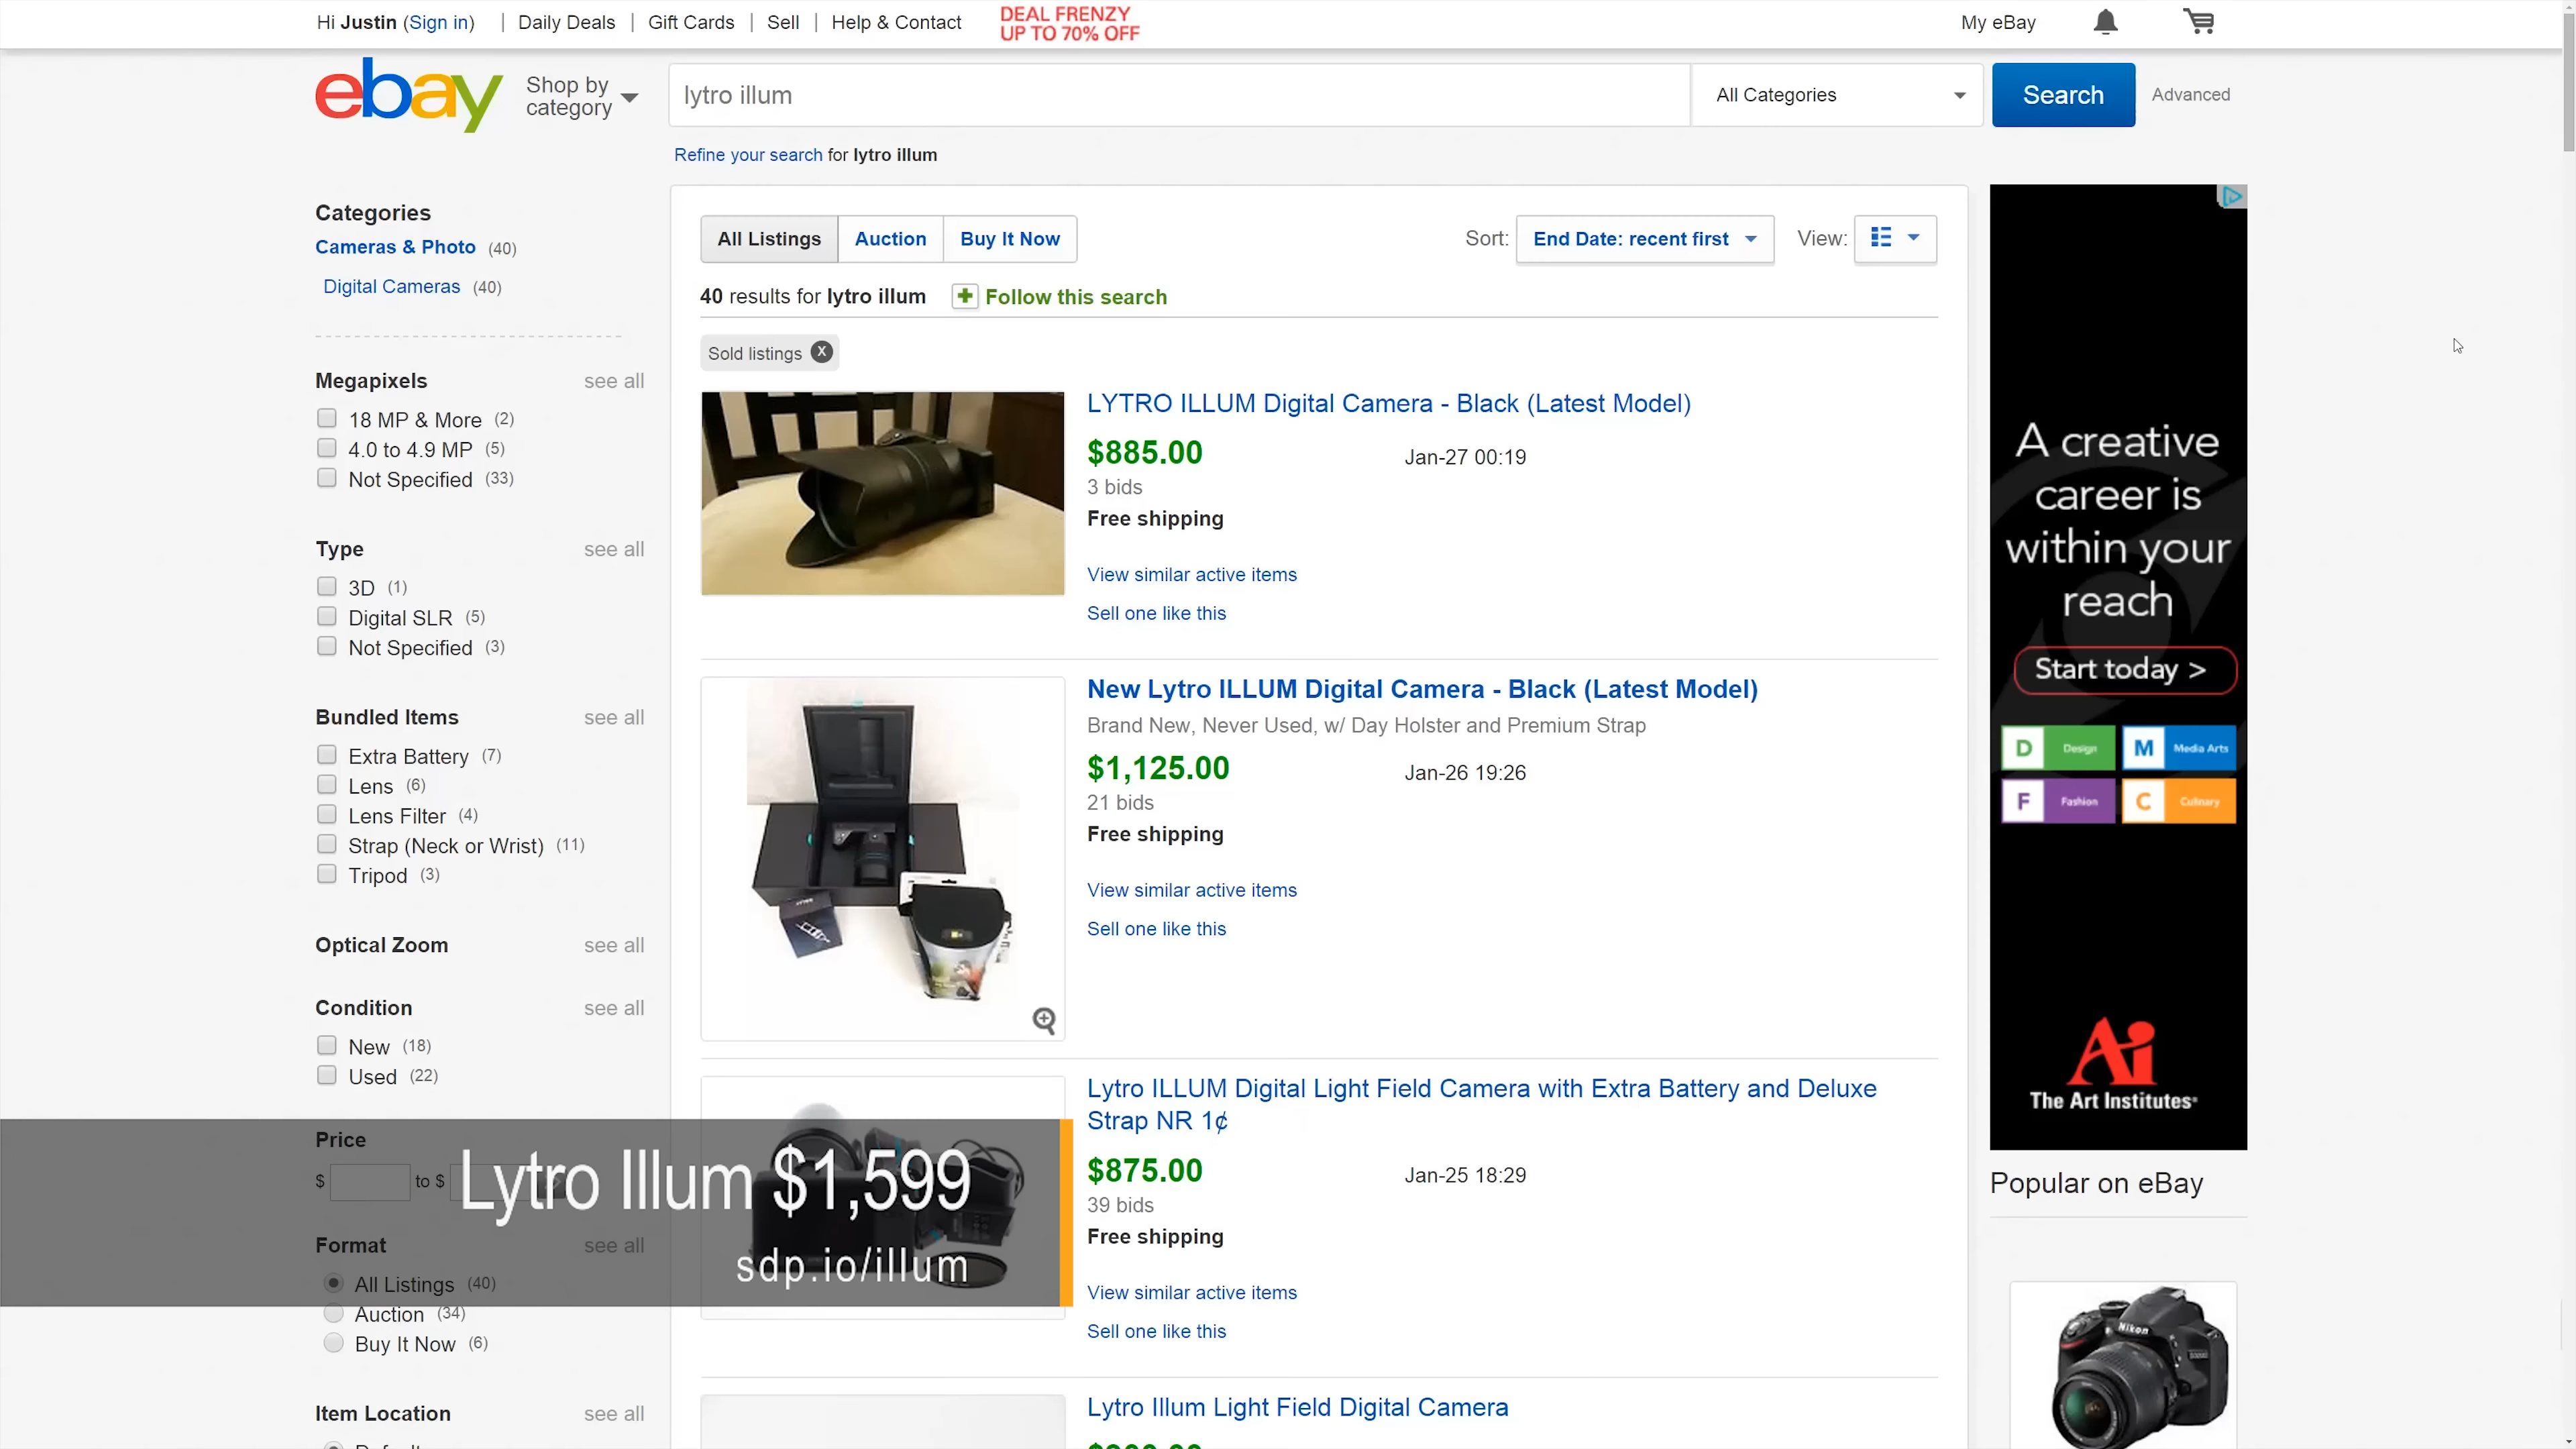 Hi Justin (Sign in) | Daily Deals | Gift Cards | Sell | Help & Contact
DEAL FRENZY
UP TO 70% OFF
My eBay
ebay
Shop by
category
lytro illum
All Categories
Search
Advanced
Refine your search for lytro illum
Categories
Cameras & Photo (40)
Digital Cameras (40)
Megapixels see all
18 MP & More (2)
4.0 to 4.9 MP (5)
Not Specified (33)
Type see all
3D (1)
Digital SLR (5)
Not Specified (3)
Bundled Items see all
Extra Battery (7)
Lens (6)
Lens Filter (4)
Strap (Neck or Wrist) (11)
Tripod (3)
Optical Zoom see all
Condition see all
New (18)
Used (22)
Price
$ to $
Format see all
All Listings (40)
Auction (34)
Buy It Now (6)
Item Location see all
Lytro Illum $1,599
sdp.io/illum
All Listings Auction Buy It Now
Sort: End Date: recent first View:
40 results for lytro illum Follow this search
Sold listings X
LYTRO ILLUM Digital Camera - Black (Latest Model)
$885.00 Jan-27 00:19
3 bids
Free shipping
View similar active items
Sell one like this
New Lytro ILLUM Digital Camera - Black (Latest Model)
Brand New, Never Used, w/ Day Holster and Premium Strap
$1,125.00 Jan-26 19:26
21 bids
Free shipping
View similar active items
Sell one like this
Lytro ILLUM Digital Light Field Camera with Extra Battery and Deluxe
Strap NR 1¢
$875.00 Jan-25 18:29
39 bids
Free shipping
View similar active items
Sell one like this
Lytro Illum Light Field Digital Camera
A creative
career is
within your
reach
Start today >
D Design M Media Arts
F Fashion C Culinary
Ai
The Art Institutes
Popular on eBay
Nikon